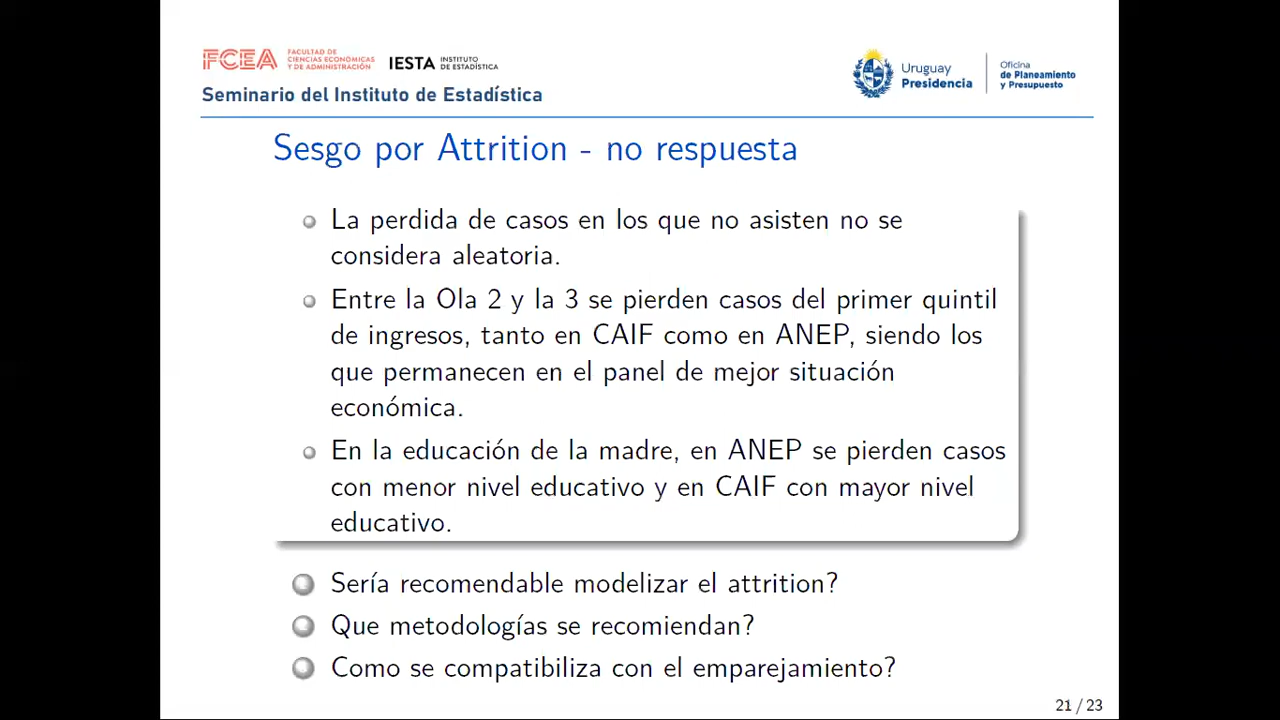 FCEA FACULTAD DE CIENCIAS ECONÓMICAS Y DE ADMINISTRACIÓN IESTA INSTITUTO DE ESTADÍSTICA
Seminario del Instituto de Estadística
Uruguay Presidencia
Oficina de Planeamiento y Presupuesto
Sesgo por Attrition - no respuesta
La perdida de casos en los que no asisten no se
considera aleatoria.
Entre la Ola 2 y la 3 se pierden casos del primer quintil
de ingresos, tanto en CAIF como en ANEP, siendo los
que permanecen en el panel de mejor situación
económica.
En la educación de la madre, en ANEP se pierden casos
con menor nivel educativo y en CAIF con mayor nivel
educativo.
Sería recomendable modelizar el attrition?
Que metodologías se recomiendan?
Como se compatibiliza con el emparejamiento?
21 / 23